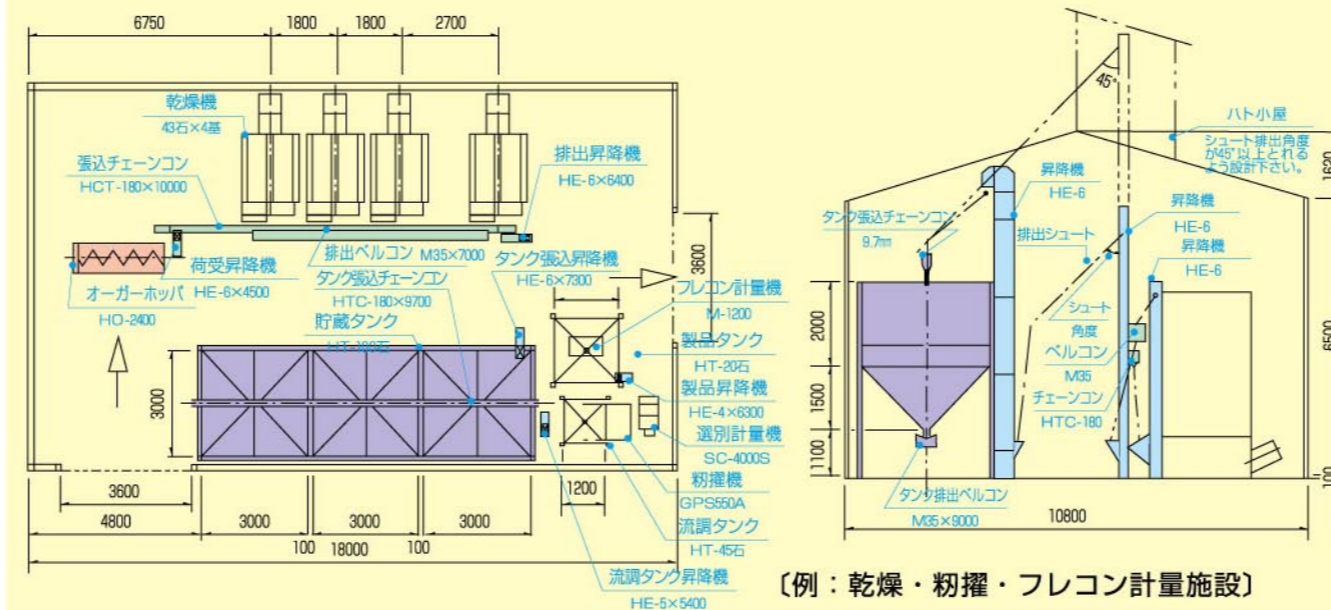 6750
1800
1800
2700
乾燥機
43石×4基
張込チェーンコン
HCT-180×10000
排出昇降機
HE-6×6400
荷受昇降機
HE-6×4500
排出ベルコン M35×7000
タンク張込チェーンコン
HTC-180×9700
タンク張込昇降機
HE-6×7300
オーガーホッパ
HO-2400
貯蔵タンク
3600
フレコン計量機
M-1200
製品タンク
HT-20石
製品昇降機
HE-4×6300
選別計量機
SC-4000S
籾擢機
GPS550A
流調タンク
HT-45石
流調タンク昇降機
HE-5×5400
3000
3600
1200
4800
3000
3000
3000
100
18000
100
45°
ハト小屋
シュート排出角度
が45°以上とれる
よう設計下さい。
昇降機
HE-6
タンク張込チェーンコン
9.7m
排出シュート
昇降機
HE-6
昇降機
HE-6
シュート
角度
ベルコン
M35
チェーンコン
HTC-180
2000
1500
1100
1620
6500
100
タンク排出ベルコン
M35×9000
10800
〔例：乾燥・籾擢・フレコン計量施設〕